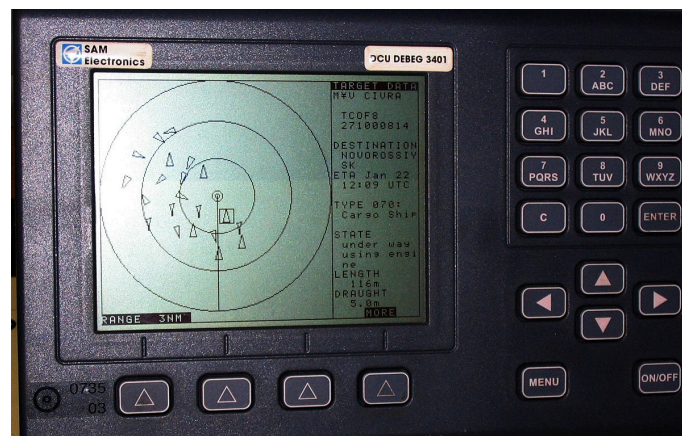 SAM
Electronics
DCU DEBEG 3401
TARGET DATA
M¥V CIVRA
TCOF8
271000814
DESTINATION
NOVOROSSIY
SK
ETA Jan 22
12:09 UTC
TYPE 070:
Cargo Ship
STATE
under way
using engi
ne
LENGTH
116m
DRAUGHT
5.0m
MORE
RANGE 3NM
0735
03
1
2
ABC
3
DEF
4
GHI
5
JKL
6
MNO
7
PQRS
8
TUV
9
WXYZ
C
0
ENTER
MENU
ON/OFF